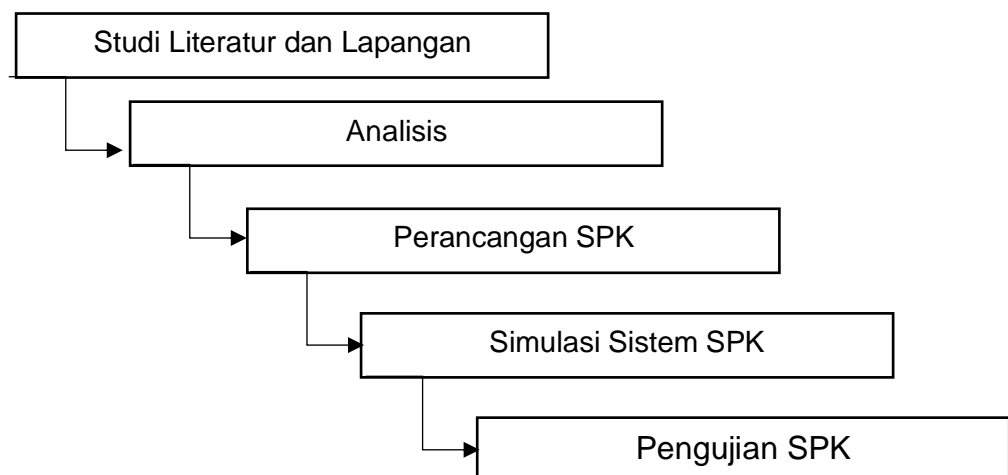 Studi Literatur dan Lapangan
Analisis
Perancangan SPK
Simulasi Sistem SPK
Pengujian SPK